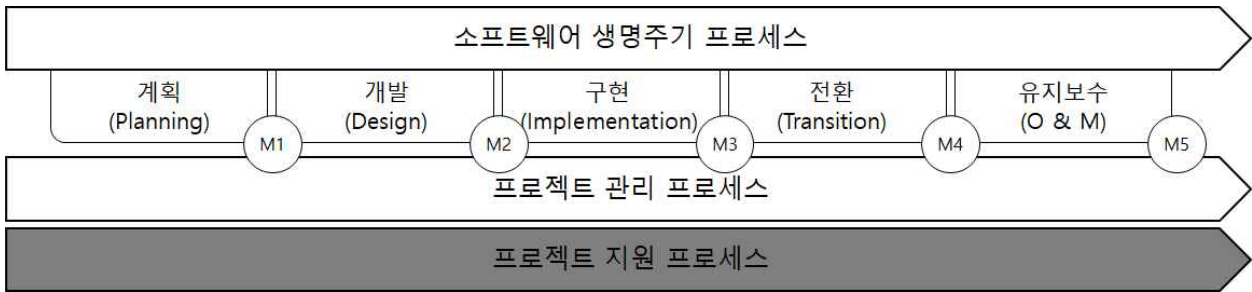 소프트웨어 생명주기 프로세스
계획
(Planning)
개발
(Design)
구현
(Implementation)
전환
(Transition)
유지보수
(O & M)
M1
M2
M3
M4
M5
프로젝트 관리 프로세스
프로젝트 지원 프로세스